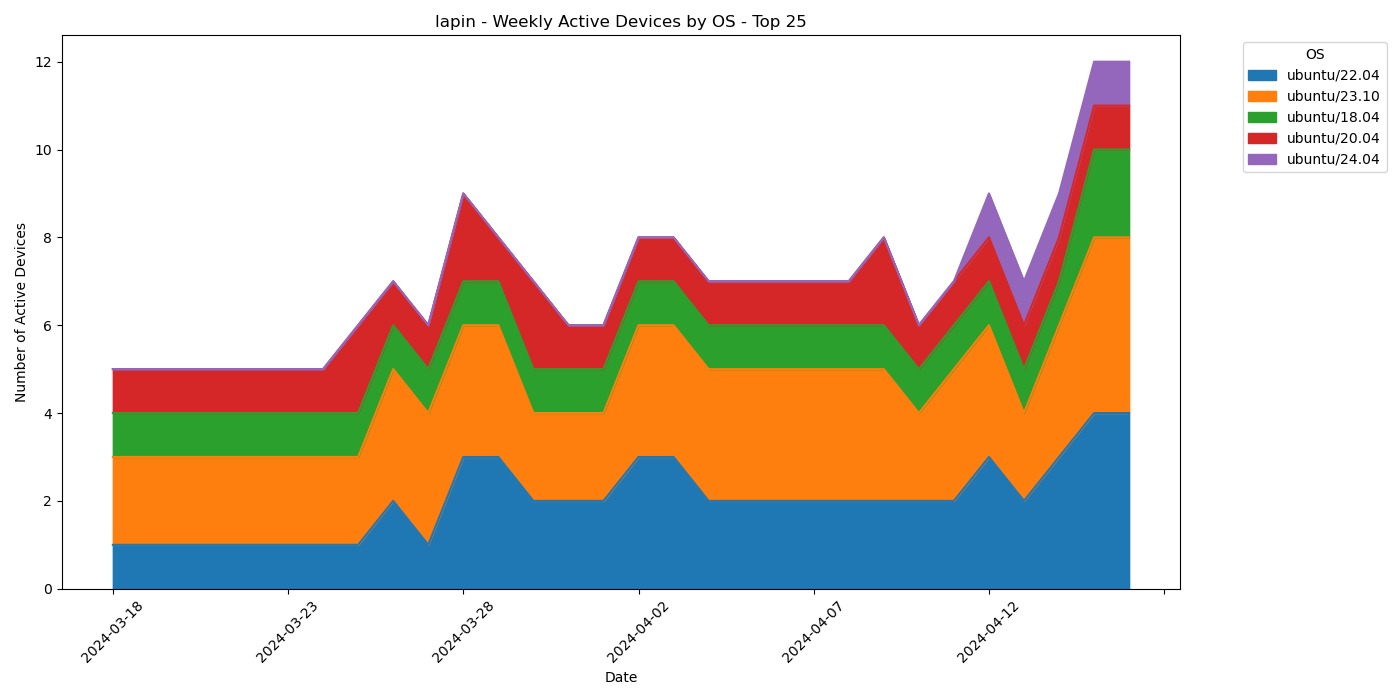 lapin - Weekly Active Devices by OS - Top 25
OS
ubuntu/22.04
ubuntu/23.10
ubuntu/18.04
ubuntu/20.04
ubuntu/24.04
Number of Active Devices
12
10
8
6
4
2
0
2024-03-18
2024-03-23
2024-03-28
2024-04-02
2024-04-07
2024-04-12
Date